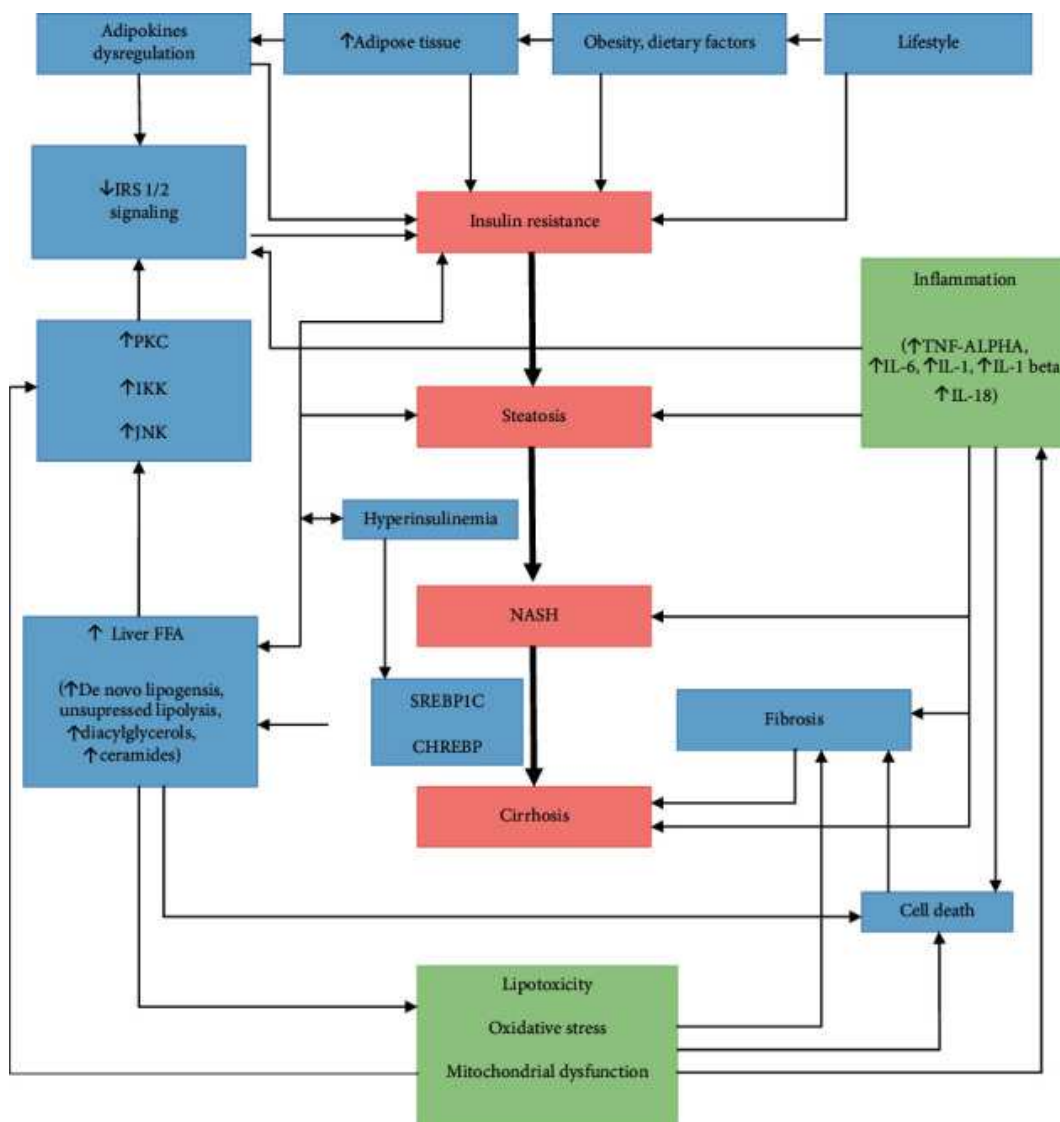 Adipokines
dysregulation
↑Adipose tissue
Obesity, dietary factors
Lifestyle
↓IRS 1/2
signaling
Insulin resistance
Inflammation
(↑TNF-ALPHA,
↑IL-6, ↑IL-1, ↑IL-1 beta
↑IL-18)
↑PKC
↑IKK
↑JNK
Steatosis
Hyperinsulinemia
NASH
↑ Liver FFA
(↑De novo lipogensis,
unsupressed lipolysis,
↑diacylglycerols,
↑ceramides)
SREBP1C
CHREBP
Fibrosis
Cirrhosis
Cell death
Lipotoxicity
Oxidative stress
Mitochondrial dysfunction